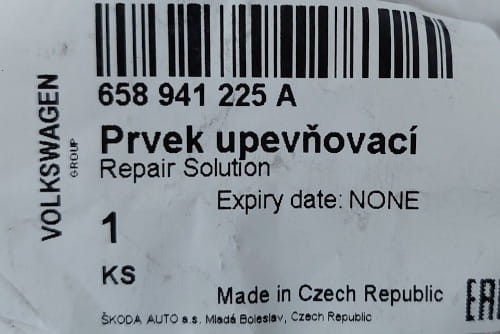 VOLKSWAGEN
GROUP
658 941 225 A
Prvek upevňovací
Repair Solution
Expiry date: NONE
1
KS
Made in Czech Republic
ŠKODA AUTO a.s. Mladá Boleslav, Czech Republic